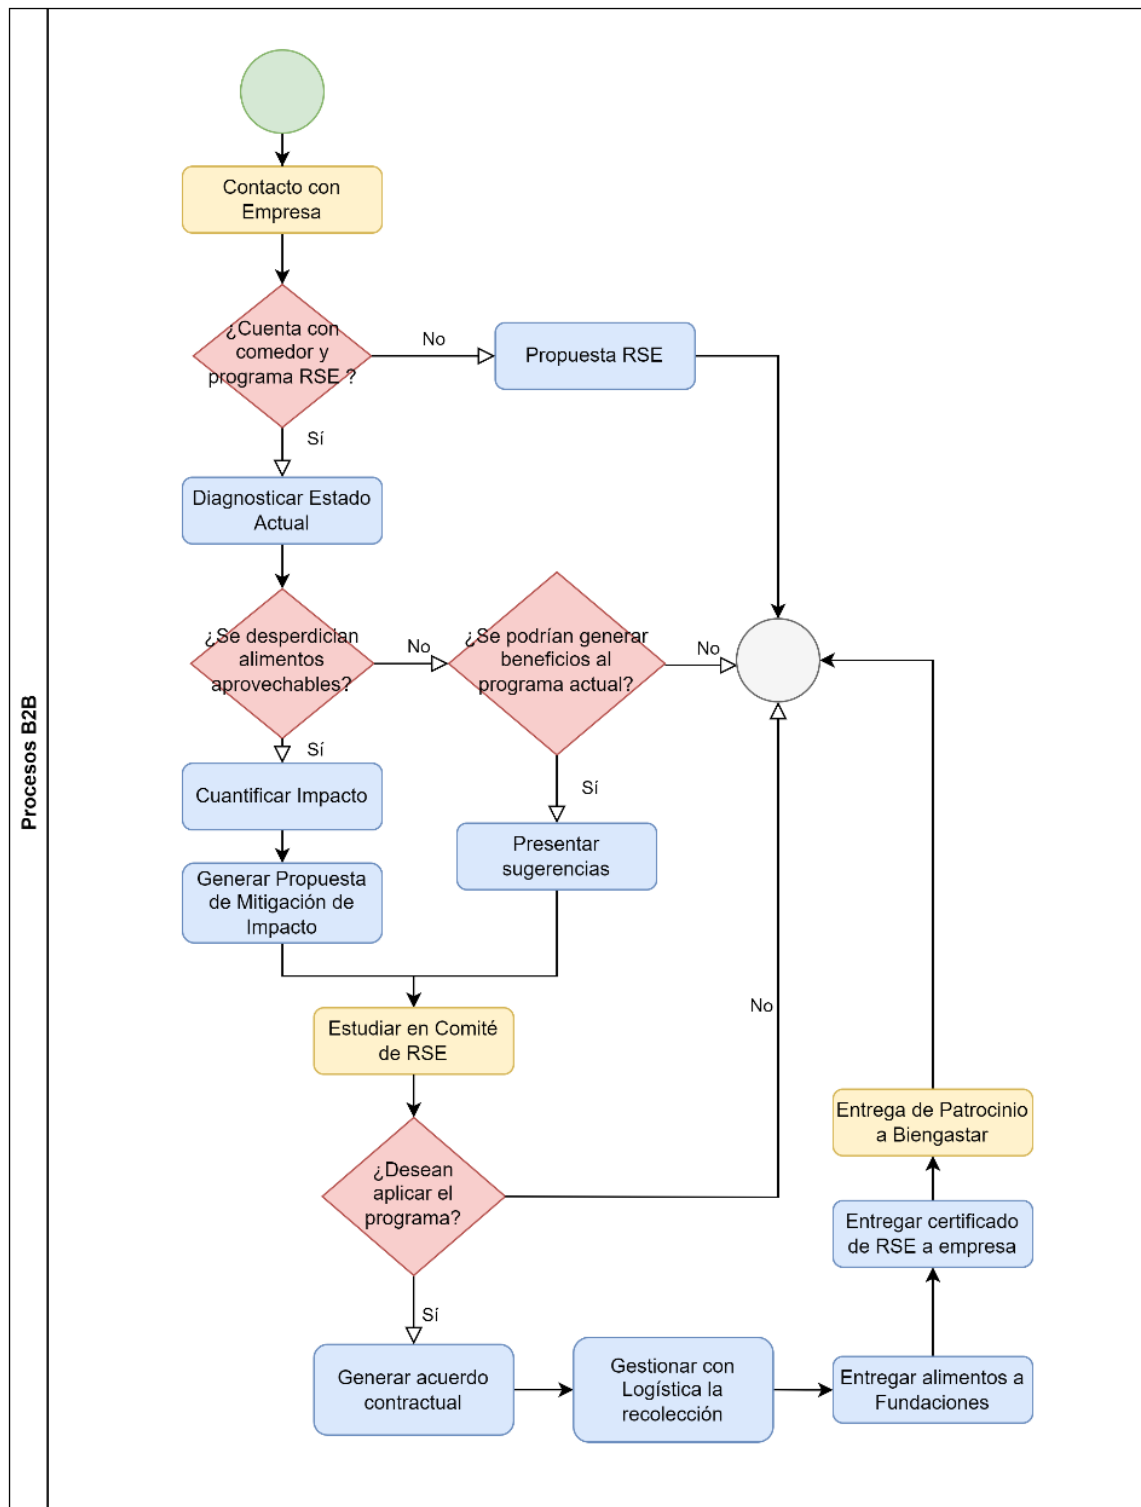 Procesos B2B
Contacto con
Empresa
¿Cuenta con
comedor y
programa RSE ?
No
Propuesta RSE
Sí
Diagnosticar Estado
Actual
¿Se desperdician
alimentos
aprovechables?
No
¿Se podrían generar
beneficios al
programa actual?
No
Sí
Cuantificar Impacto
Sí
Presentar
sugerencias
Generar Propuesta
de Mitigación de
Impacto
Estudiar en Comité
de RSE
No
¿Desean
aplicar el
programa?
Sí
Generar acuerdo
contractual
Gestionar con
Logística la
recolección
Entregar alimentos a
Fundaciones
Entregar certificado
de RSE a empresa
Entrega de Patrocinio
a Biengastar